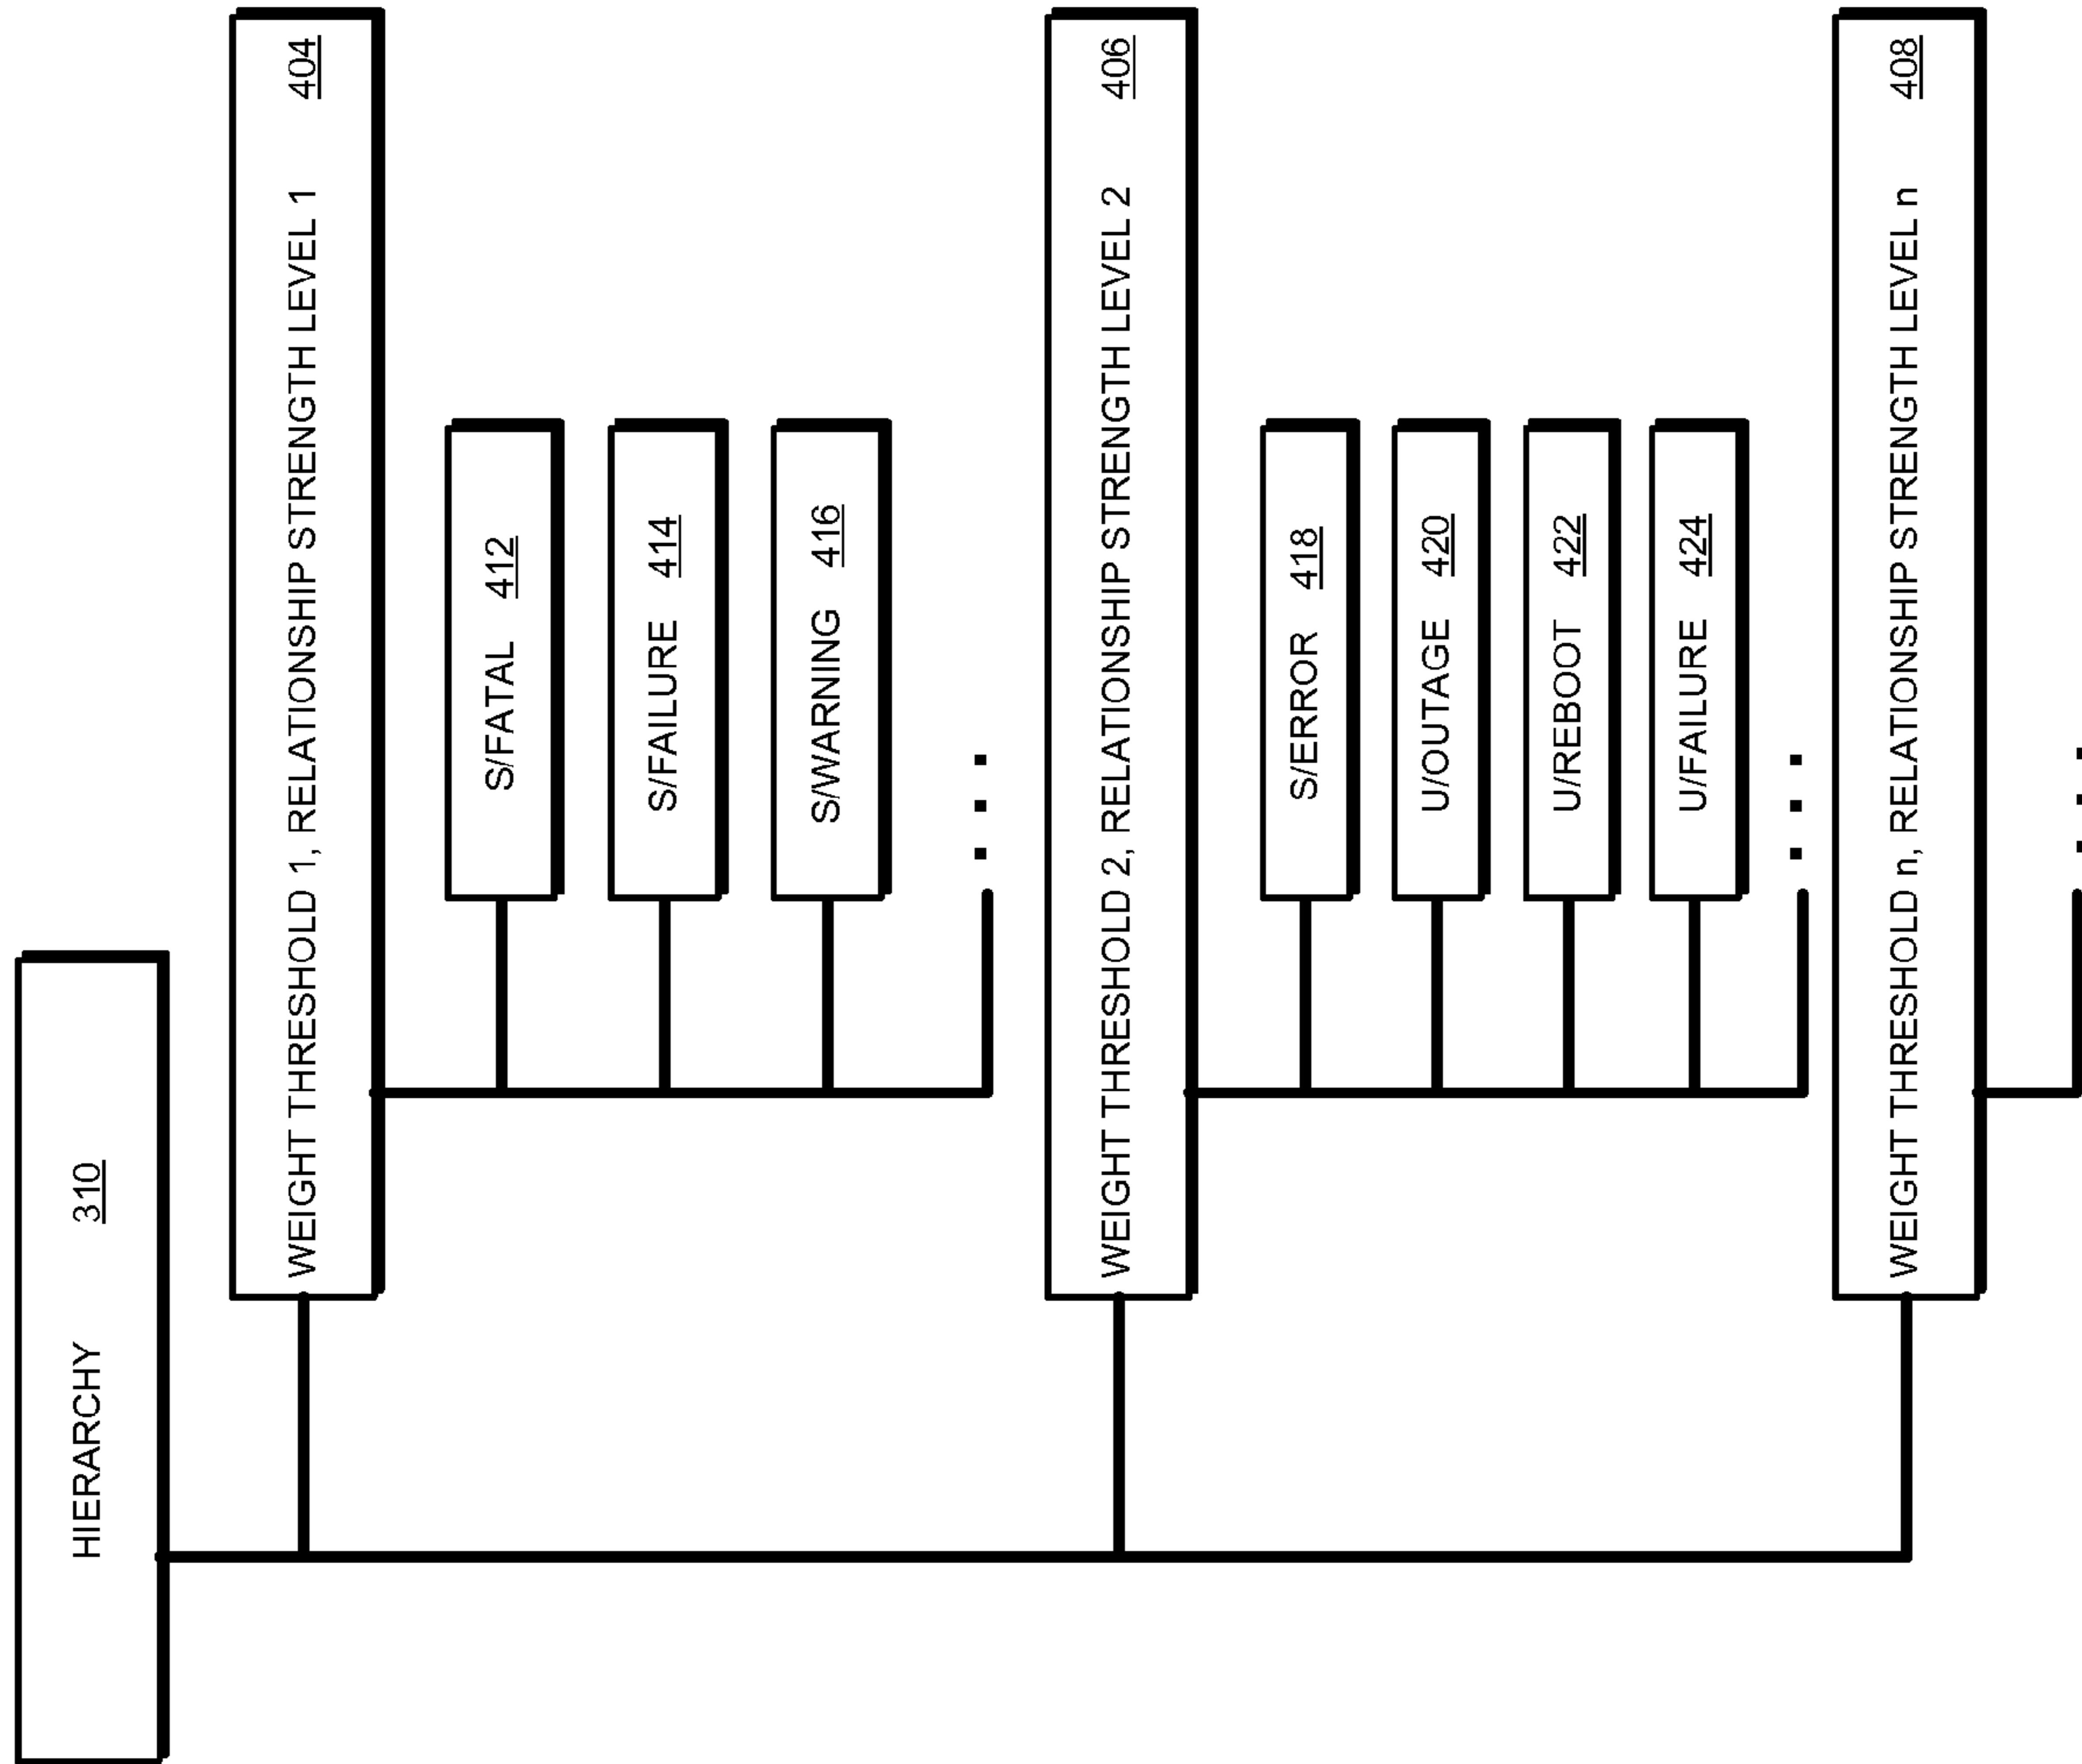 HIERARCHY 310
WEIGHT THRESHOLD 1, RELATIONSHIP STRENGTH LEVEL 1 404
S/FATAL 412
S/FAILURE 414
S/WARNING 416
. . .
WEIGHT THRESHOLD 2, RELATIONSHIP STRENGTH LEVEL 2 406
S/ERROR 418
U/OUTAGE 420
U/REBOOT 422
U/FAILURE 424
. . .
WEIGHT THRESHOLD n, RELATIONSHIP STRENGTH LEVEL n 408
. . .